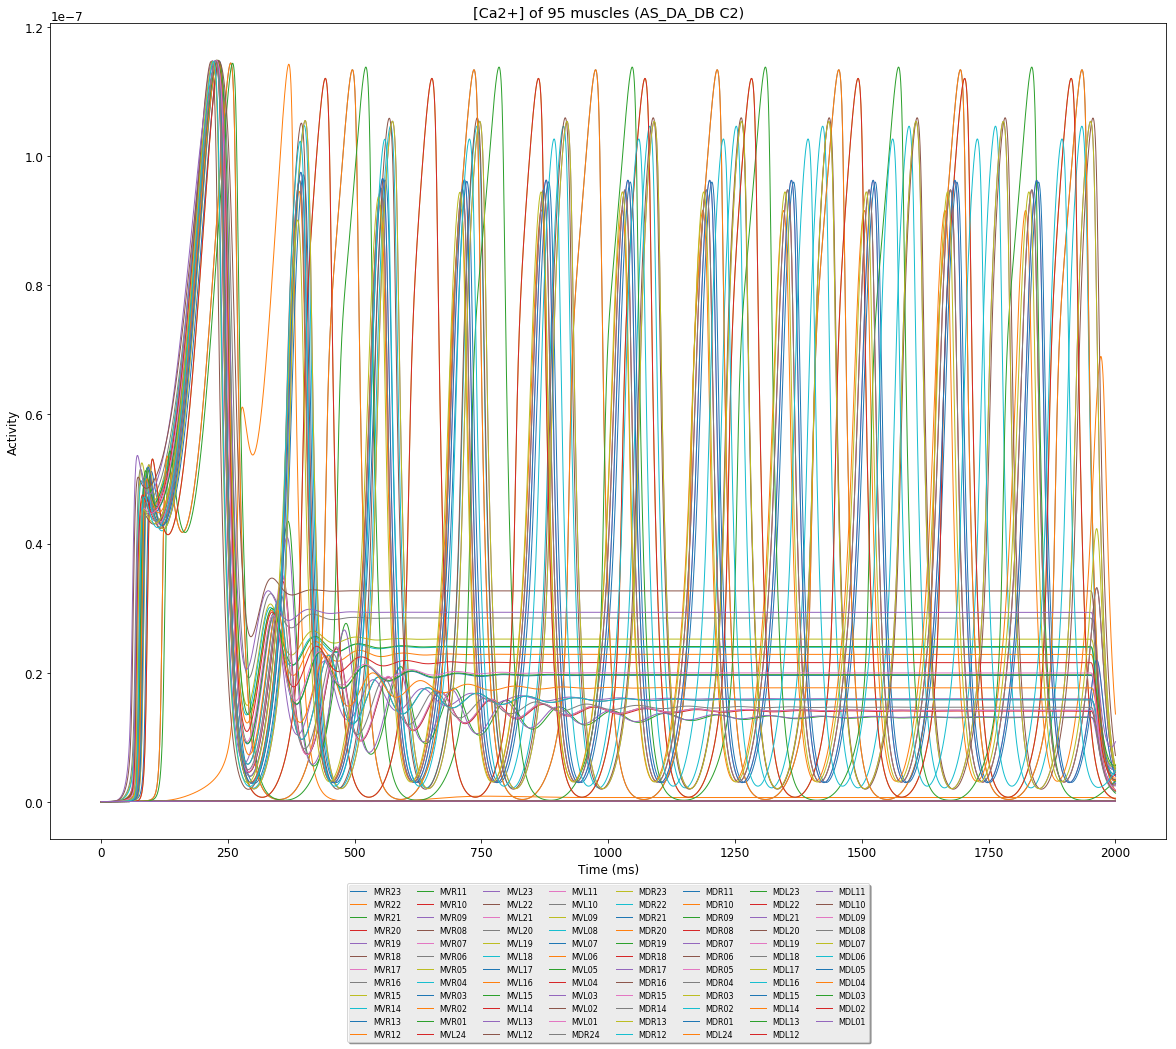 [Ca2+] of 95 muscles (AS_DA_DB C2)
1e−7
1.2
1.0
0.8
0.6
0.4
0.2
0.0
Activity
0 250 500 750 1000 1250 1500 1750 2000
Time (ms)
MVR23 MVR11 MVL23 MVL11 MDR23 MDR11 MDL23 MDL11
MVR22 MVR10 MVL22 MVL10 MDR22 MDR10 MDL22 MDL10
MVR21 MVR09 MVL21 MVL09 MDR21 MDR09 MDL21 MDL09
MVR20 MVR08 MVL20 MVL08 MDR20 MDR08 MDL20 MDL08
MVR19 MVR07 MVL19 MVL07 MDR19 MDR07 MDL19 MDL07
MVR18 MVR06 MVL18 MVL06 MDR18 MDR06 MDL18 MDL06
MVR17 MVR05 MVL17 MVL05 MDR17 MDR05 MDL17 MDL05
MVR16 MVR04 MVL16 MVL04 MDR16 MDR04 MDL16 MDL04
MVR15 MVR03 MVL15 MVL03 MDR15 MDR03 MDL15 MDL03
MVR14 MVR02 MVL14 MVL02 MDR14 MDR02 MDL14 MDL02
MVR13 MVR01 MVL13 MVL01 MDR13 MDR01 MDL13 MDL01
MVR12 MVL24 MVL12 MDR24 MDR12 MDL24 MDL12